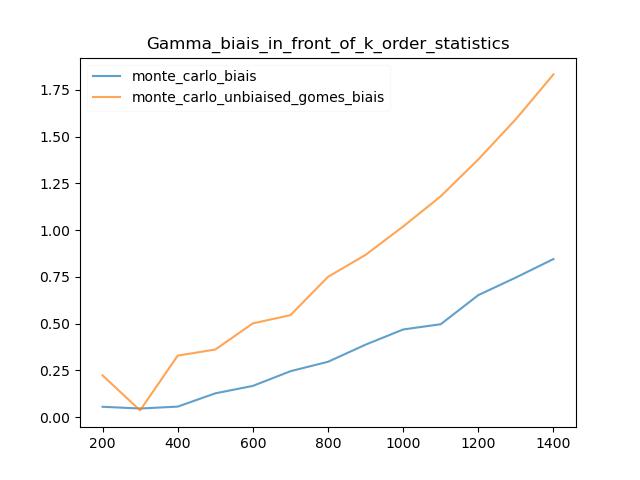 Gamma_biais_in_front_of_k_order_statistics
monte_carlo_biais
monte_carlo_unbiaised_gomes_biais
1.75
1.50
1.25
1.00
0.75
0.50
0.25
0.00
200 400 600 800 1000 1200 1400